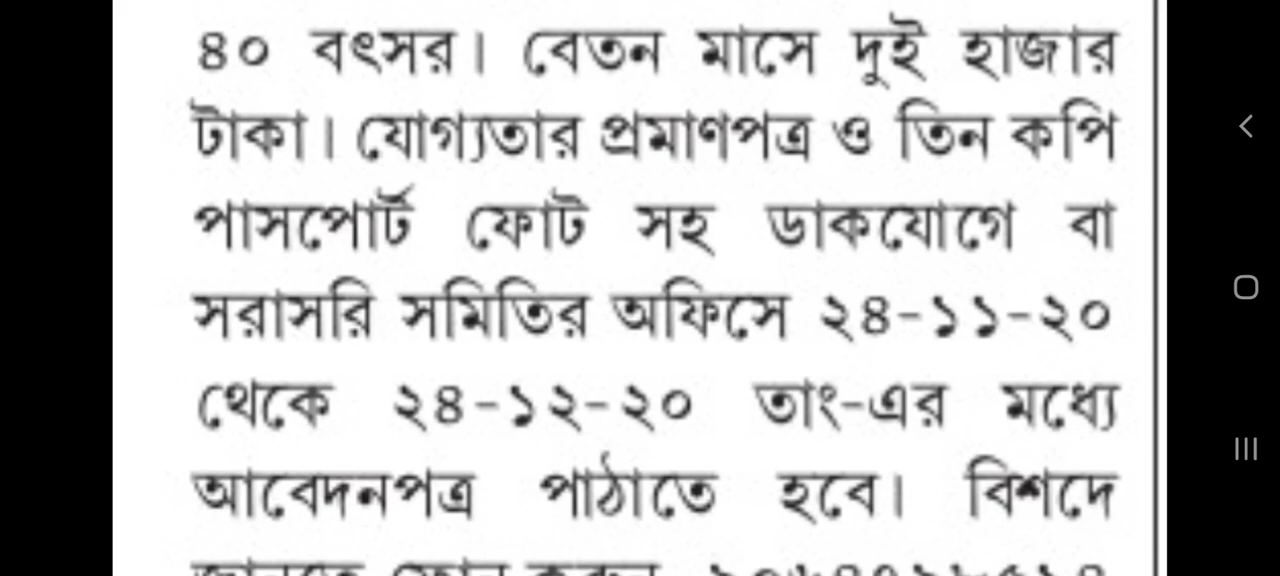 ৪০ বৎসর। বেতন মাসে দুই হাজার
টাকা। যোগ্যতার প্রমাণপত্র ও তিন কপি
পাসপোর্ট ফোট সহ ডাকযোগে বা
সরাসরি সমিতির অফিসে ২৪-১১-২০
থেকে ২৪-১২-২০ তাং-এর মধ্যে
আবেদনপত্র পাঠাতে হবে। বিশদে